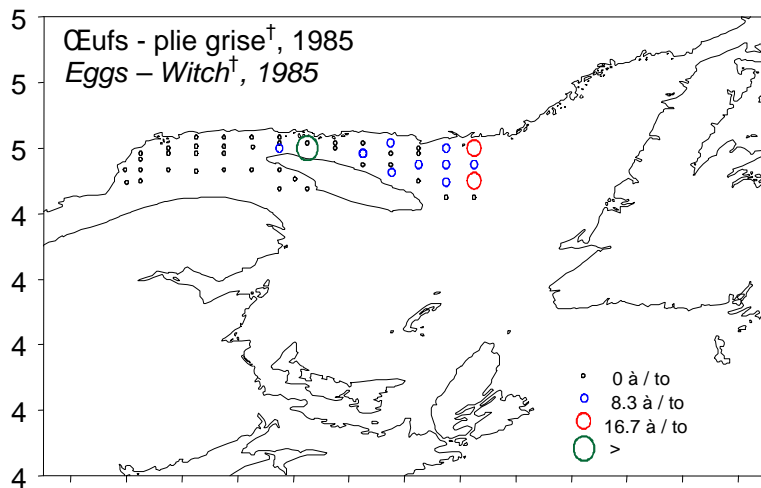 Œufs - plie grise†, 1985
Eggs – Witch†, 1985
5
5
5
4
4
4
4
4
0 à / to
8.3 à / to
16.7 à / to
>